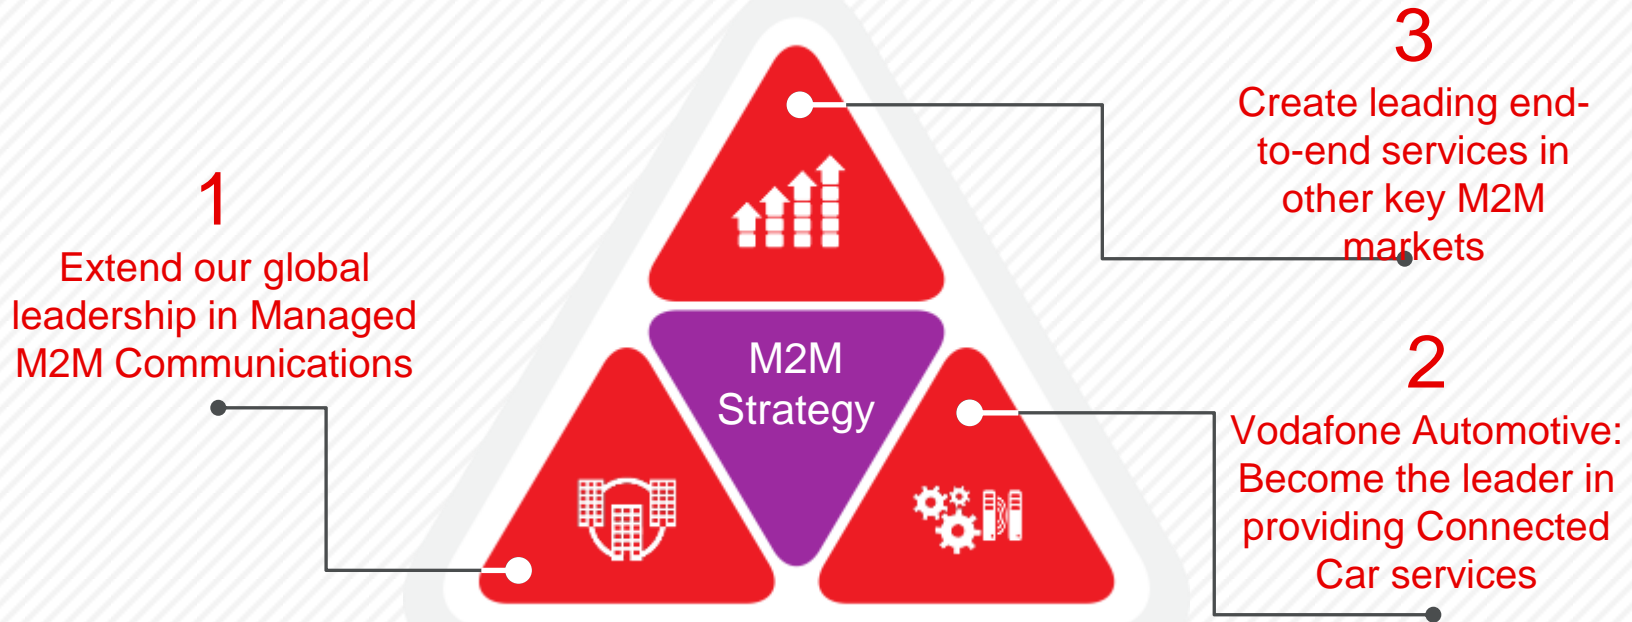 1
Extend our global
leadership in Managed
M2M Communications
M2M
Strategy
3
Create leading end-
to-end services in
other key M2M
markets
2
Vodafone Automotive:
Become the leader in
providing Connected
Car services